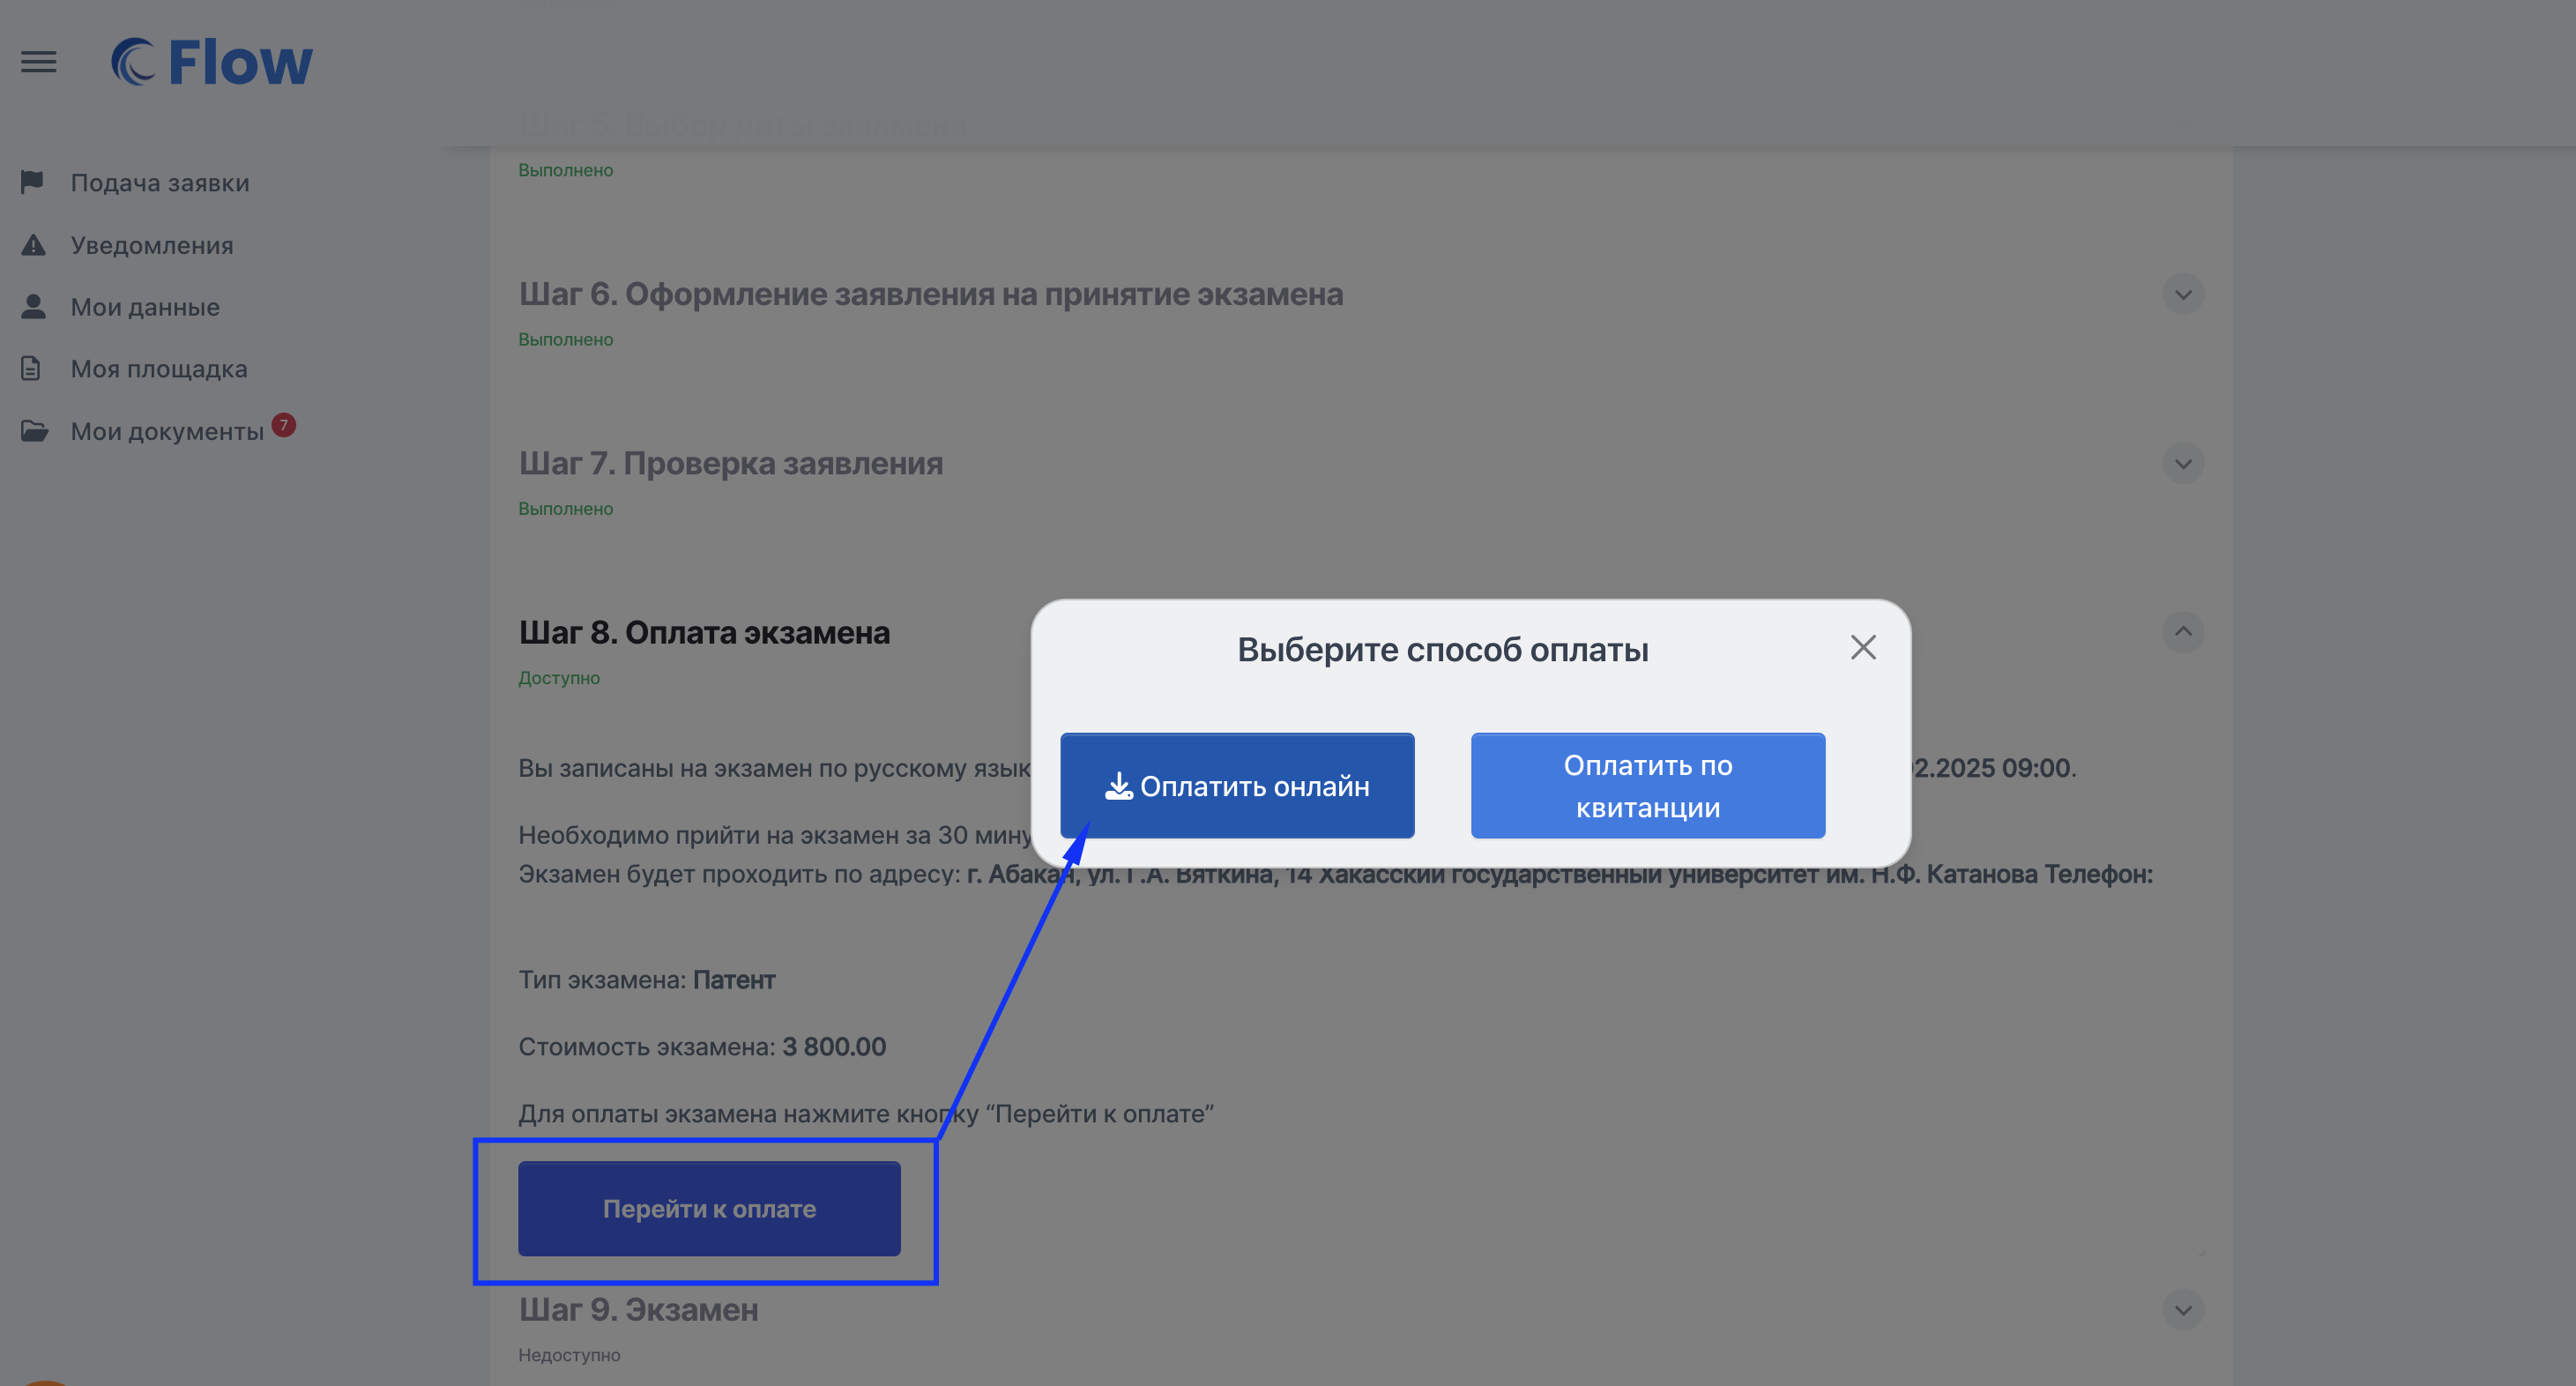 Flow
Шаг 5. Выбор даты экзамена
Выполнено
Подача заявки
Уведомления
Мои данные
Моя площадка
Мои документы 7
Шаг 6. Оформление заявления на принятие экзамена
Выполнено
Шаг 7. Проверка заявления
Выполнено
Шаг 8. Оплата экзамена
Доступно
Выберите способ оплаты
Оплатить онлайн
Оплатить по
квитанции
Вы записаны на экзамен по русскому язык 02.2025 09:00.
Необходимо прийти на экзамен за 30 мину
Экзамен будет проходить по адресу: г. Абакан, ул. Г.А. Вяткина, 14 Хакасский государственный университет им. Н.Ф. Катанова Телефон:
Тип экзамена: Патент
Стоимость экзамена: 3 800.00
Для оплаты экзамена нажмите кнопку “Перейти к оплате”
Перейти к оплате
Шаг 9. Экзамен
Недоступно